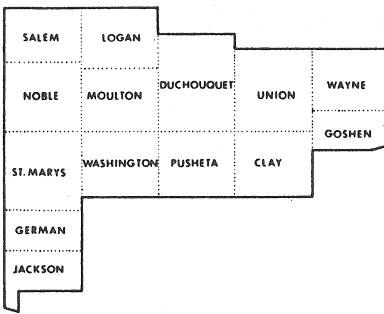 SALEM
LOGAN
NOBLE
MOULTON
DUCHOUQUET
UNION
WAYNE
GOSHEN
ST. MARYS
WASHINGTON
PUSHETA
CLAY
GERMAN
JACKSON